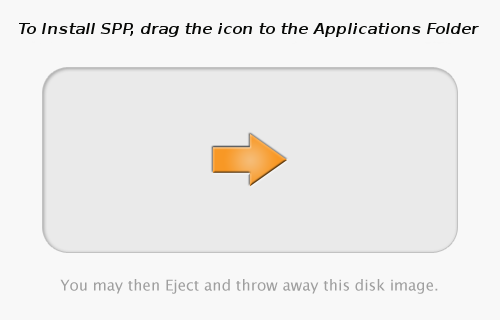 To Install SPP, drag the icon to the Applications Folder
You may then Eject and throw away this disk image.